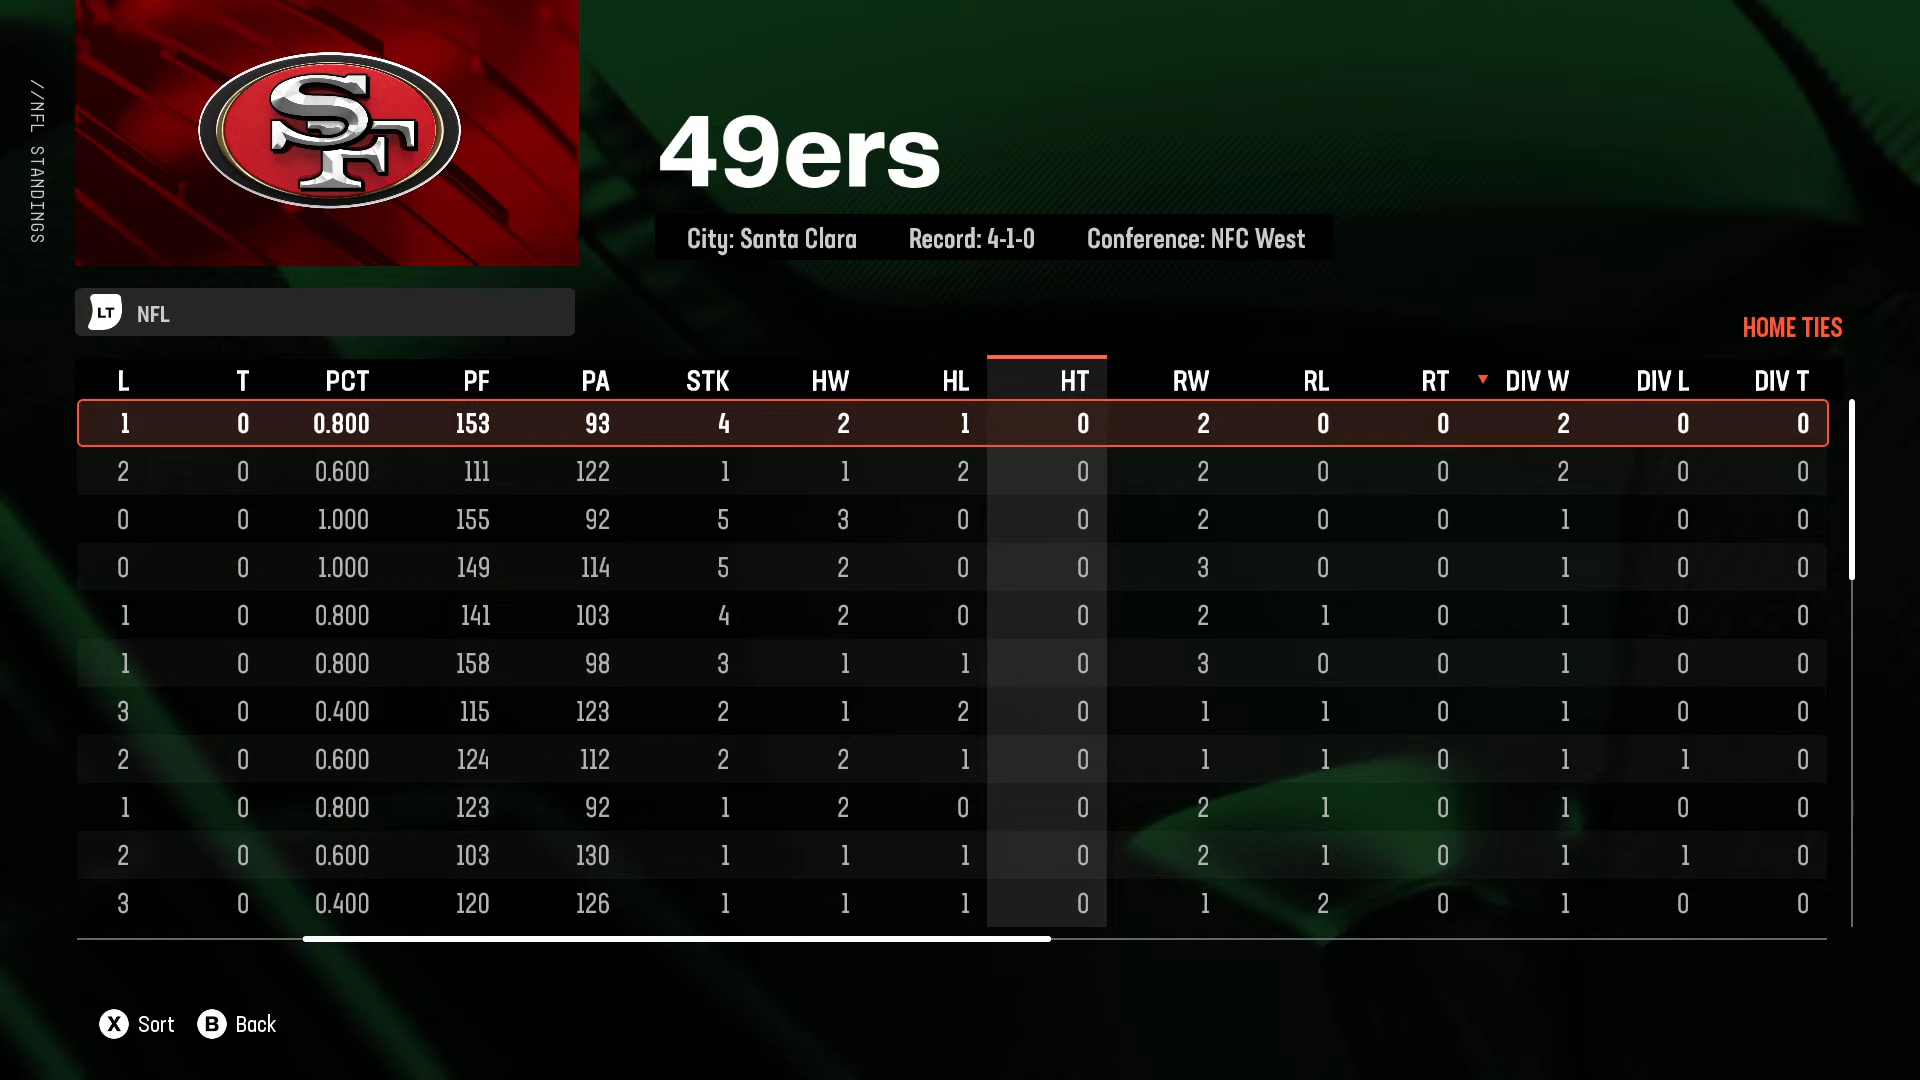 //NFL STANDINGS
SF
49ers
City: Santa Clara Record: 4-1-0 Conference: NFC West
LT NFL
HOME TIES
L T PCT PF PA STK HW HL HT RW RL RT DIV W DIV L DIV T
1 0 0.800 153 93 4 2 1 0 2 0 0 2 0 0
2 0 0.600 111 122 1 1 2 0 2 0 0 2 0 0
0 0 1.000 155 92 5 3 0 0 2 0 0 1 0 0
0 0 1.000 149 114 5 2 0 0 3 0 0 1 0 0
1 0 0.800 141 103 4 2 0 0 2 1 0 1 0 0
1 0 0.800 158 98 3 1 1 0 3 0 0 1 0 0
3 0 0.400 115 123 2 1 2 0 1 1 0 1 0 0
2 0 0.600 124 112 2 2 1 0 1 1 0 1 1 0
1 0 0.800 123 92 1 2 0 0 2 1 0 1 0 0
2 0 0.600 103 130 1 1 1 0 2 1 0 1 1 0
3 0 0.400 120 126 1 1 1 0 1 2 0 1 0 0
X Sort B Back